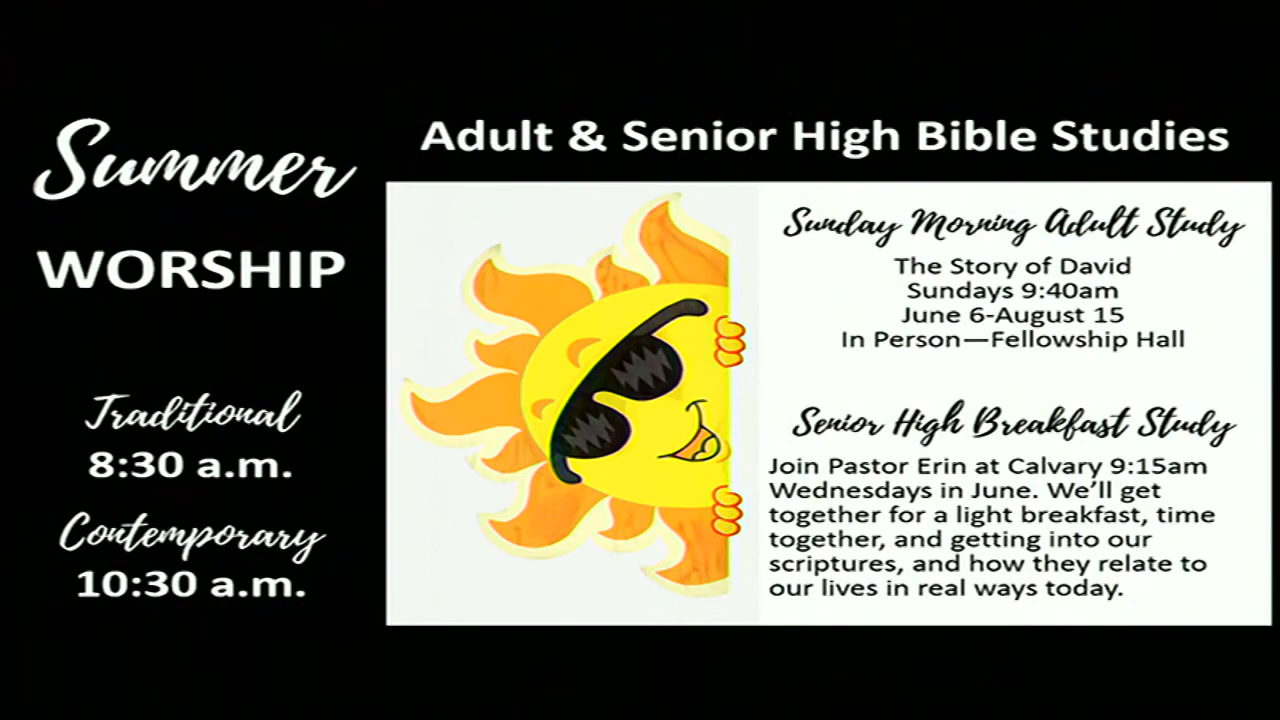 Summer
WORSHIP
Traditional
8:30 a.m.
Contemporary
10:30 a.m.
Adult & Senior High Bible Studies
Sunday Morning Adult Study
The Story of David
Sundays 9:40am
June 6-August 15
In Person—Fellowship Hall
Senior High Breakfast Study
Join Pastor Erin at Calvary 9:15am
Wednesdays in June. We’ll get
together for a light breakfast, time
together, and getting into our
scriptures, and how they relate to
our lives in real ways today.